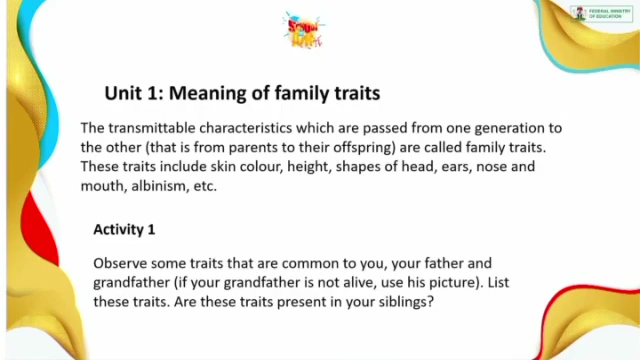 FEDERAL MINISTRY
OF EDUCATION
Unit 1: Meaning of family traits
The transmittable characteristics which are passed from one generation to
the other (that is from parents to their offspring) are called family traits.
These traits include skin colour, height, shapes of head, ears, nose and
mouth, albinism, etc.
Activity 1
Observe some traits that are common to you, your father and
grandfather (if your grandfather is not alive, use his picture). List
these traits. Are these traits present in your siblings?